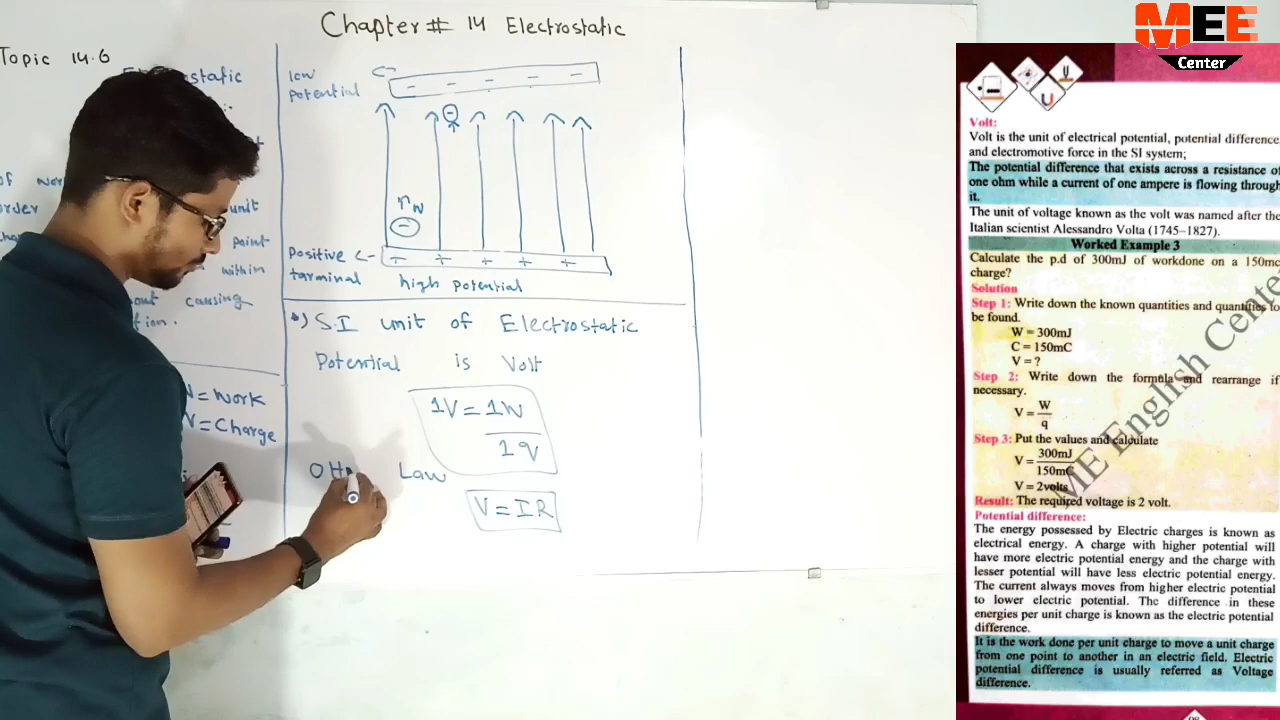 Chapter # 14 Electrostatic
Topic 14.6
low
potential
Positive
tarminal
high Potential
S.I unit of Electrostatic
Potential is Volt
1V = 1W
1q
OH Law
V = IR
= Work
V = Charge
unit
point
within
out causing
tion.
MEE
Center
Volt:
Volt is the unit of electrical potential, potential difference
and electromotive force in the SI system;
The potential difference that exists across a resistance of
one ohm while a current of one ampere is flowing through
it.
The unit of voltage known as the volt was named after the
Italian scientist Alessandro Volta (1745–1827).
Worked Example 3
Calculate the p.d of 300mJ of workdone on a 150mc
charge?
Solution
Step 1: Write down the known quantities and quantities to
be found.
W = 300mJ
C = 150mC
V = ?
Step 2: Write down the formula and rearrange if
necessary.
V = W
q
Step 3: Put the values and calculate
V = 300mJ
150mC
V = 2volts
Result: The required voltage is 2 volt.
Potential difference:
The energy possessed by Electric charges is known as
electrical energy. A charge with higher potential will
have more electric potential energy and the charge with
lesser potential will have less electric potential energy.
The current always moves from higher electric potential
to lower electric potential. The difference in these
energies per unit charge is known as the electric potential
difference.
It is the work done per unit charge to move a unit charge
from one point to another in an electric field. Electric
potential difference is usually referred as Voltage
difference.
ME English Center